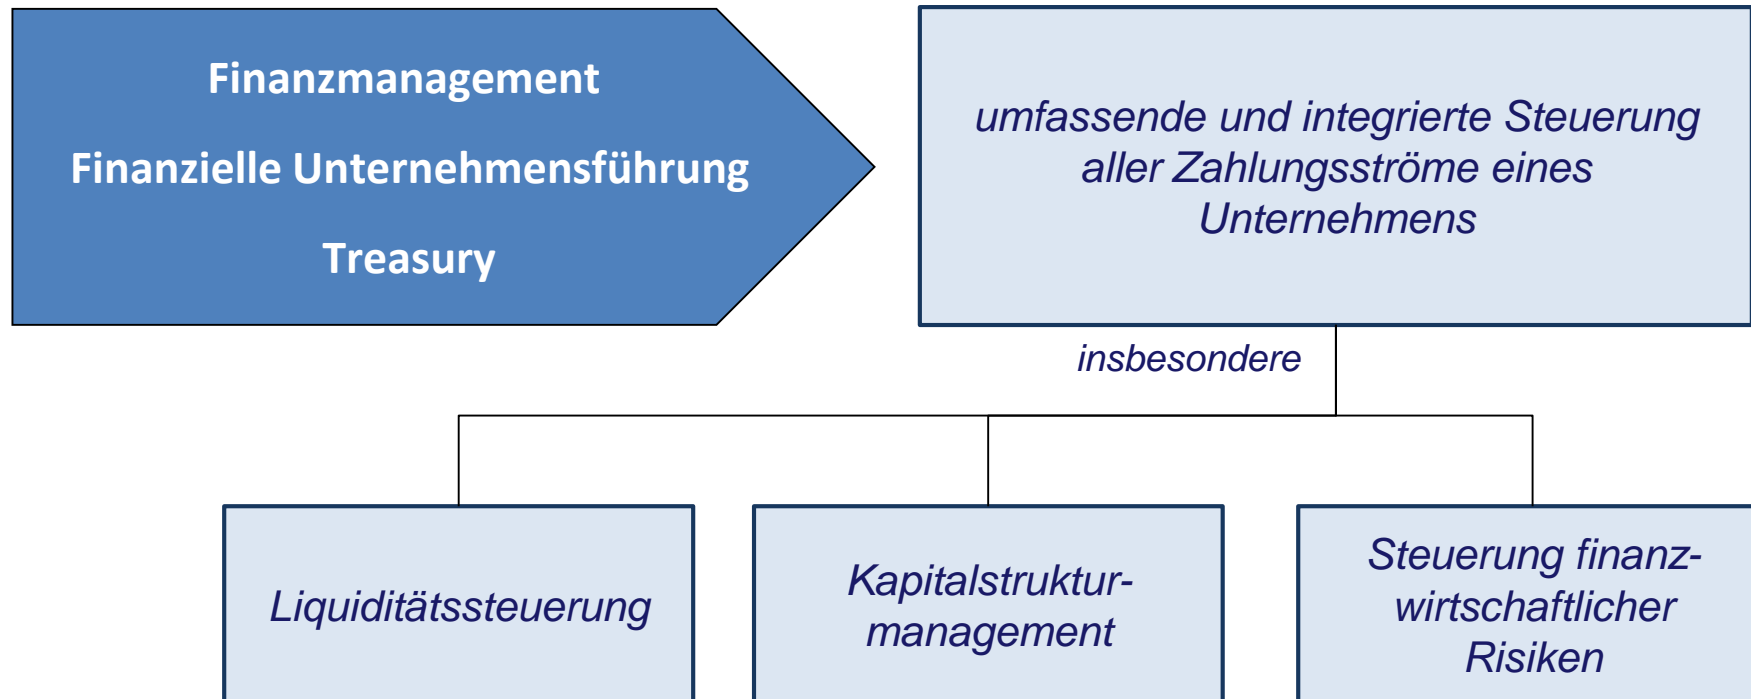 Finanzmanagement
Finanzielle Unternehmensführung
Treasury
umfassende und integrierte Steuerung
aller Zahlungsströme eines
Unternehmens
insbesondere
Liquiditätssteuerung
Kapitalstruktur-
management
Steuerung finanz-
wirtschaftlicher
Risiken